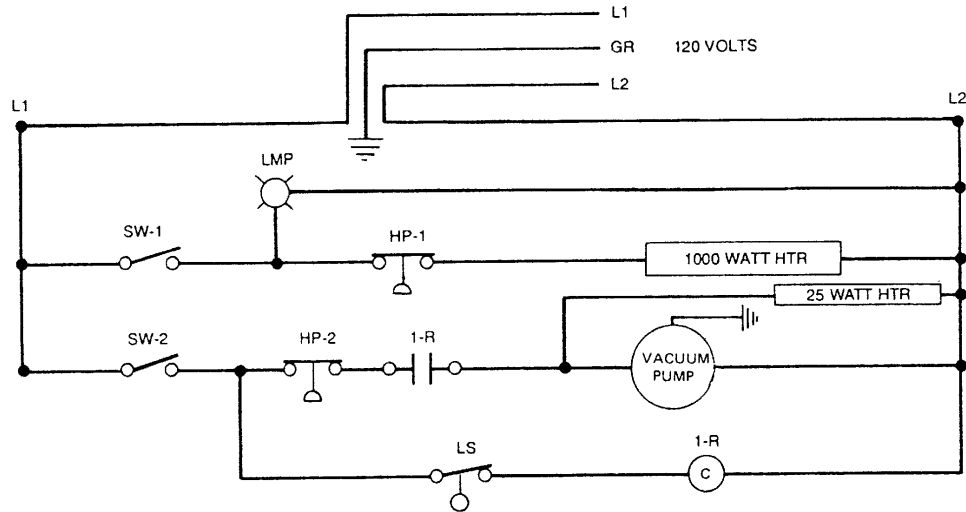 L1
GR 120 VOLTS
L2
L1
L2
LMP
SW-1
HP-1
1000 WATT HTR
25 WATT HTR
SW-2
HP-2
1-R
VACUUM
PUMP
LS
1-R
C